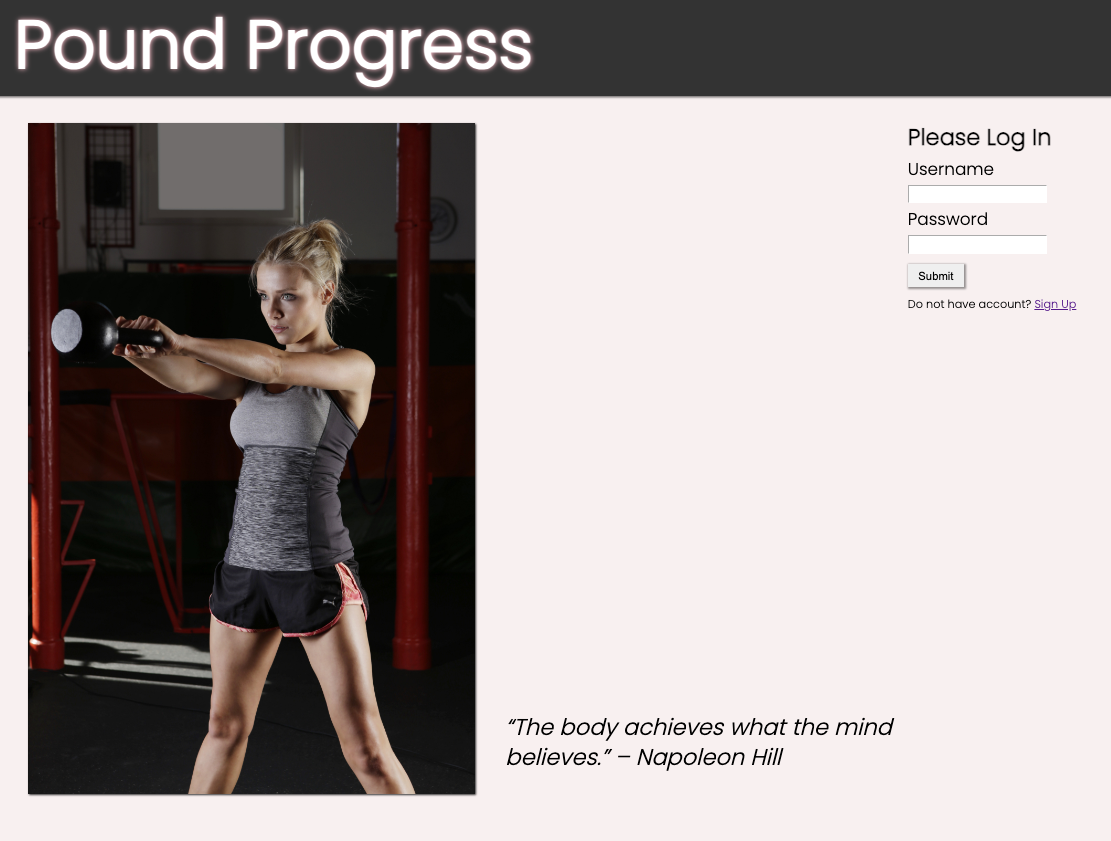 Pound Progress
Please Log In
Username
Password
Submit
Do not have account? Sign Up
“The body achieves what the mind
believes.” – Napoleon Hill